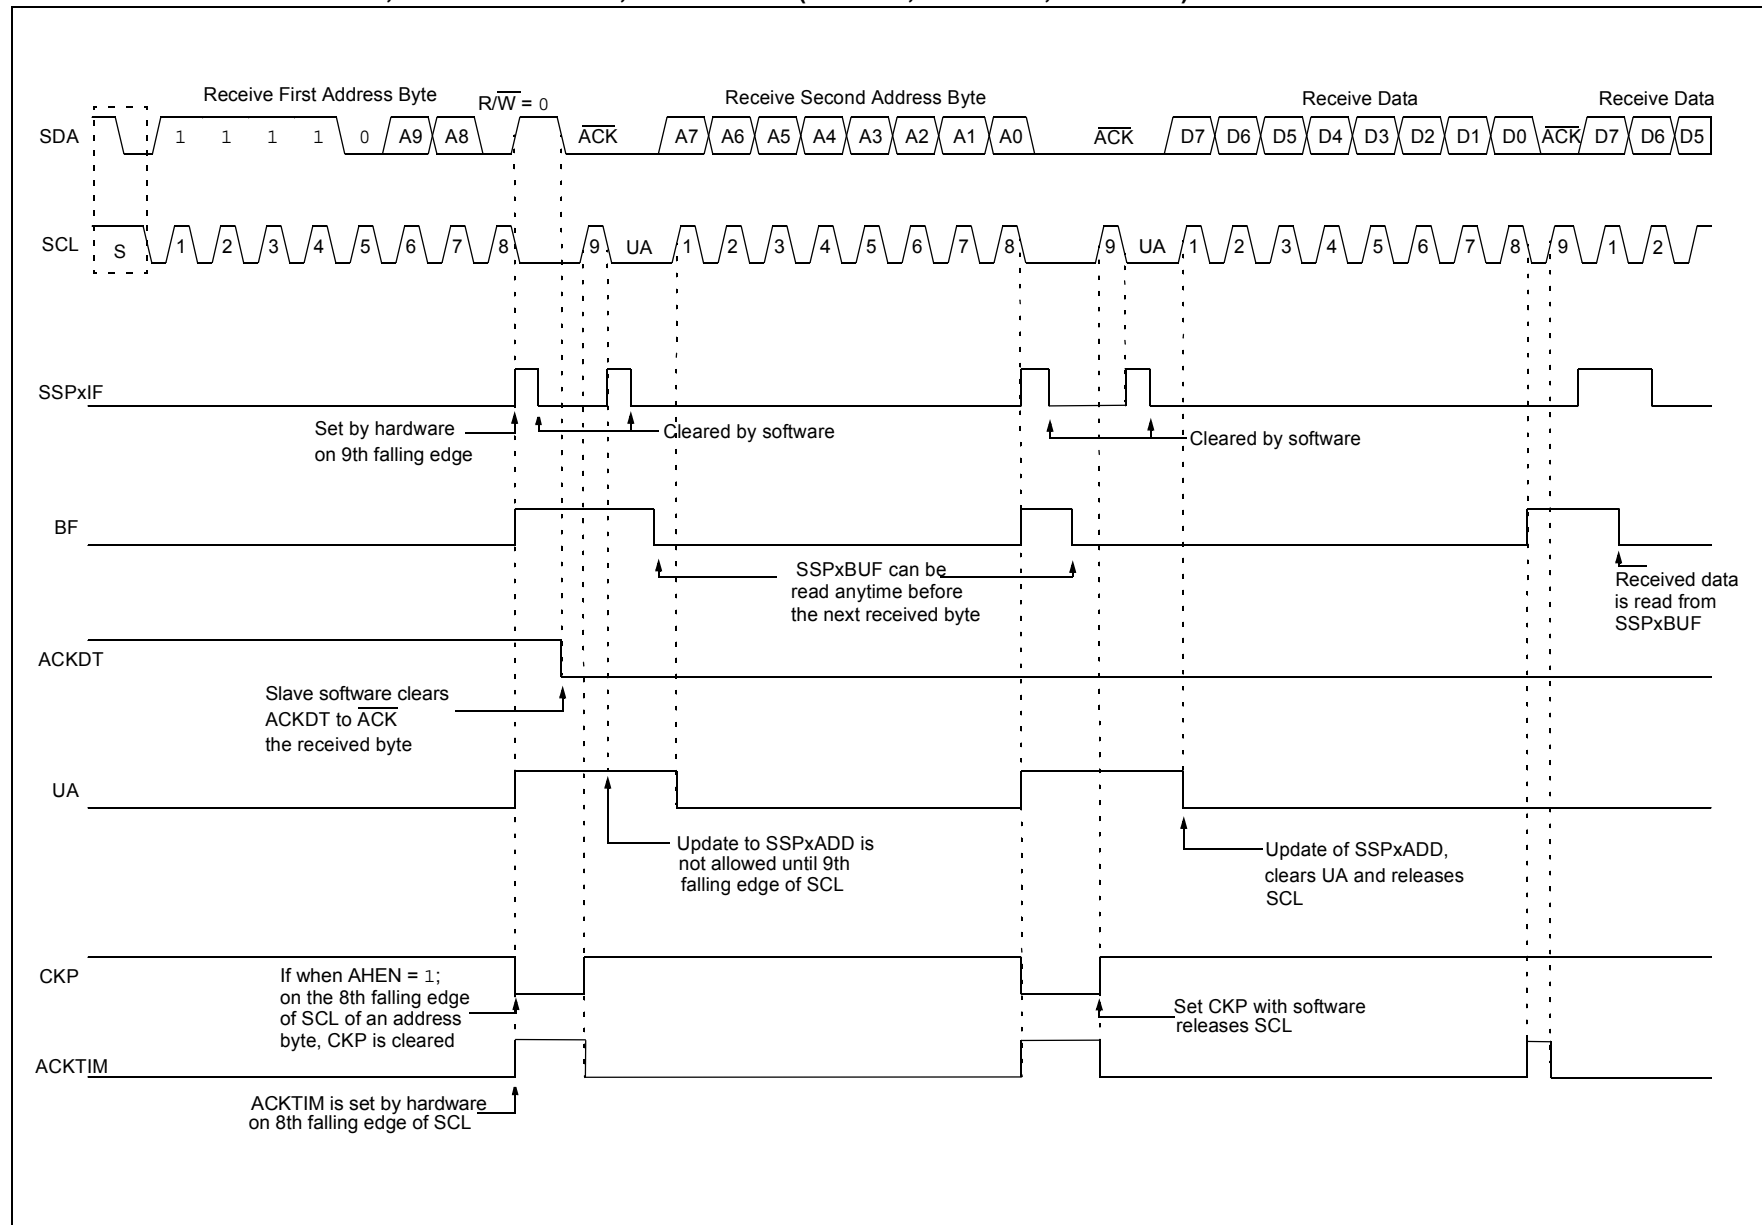 Receive First Address Byte
R/W = 0
Receive Second Address Byte
Receive Data
Receive Data
SDA
1 1 1 1 0 A9 A8
ACK
A7 A6 A5 A4 A3 A2 A1 A0
ACK
D7 D6 D5 D4 D3 D2 D1 D0
ACK
D7 D6 D5
SCL
S
1 2 3 4 5 6 7 8 9 UA
1 2 3 4 5 6 7 8 9 UA
1 2 3 4 5 6 7 8 9 1 2
SSPxIF
Set by hardware
on 9th falling edge
Cleared by software
Cleared by software
BF
SSPxBUF can be
read anytime before
the next received byte
Received data
is read from
SSPxBUF
ACKDT
Slave software clears
ACKDT to ACK
the received byte
UA
Update to SSPxADD is
not allowed until 9th
falling edge of SCL
Update of SSPxADD,
clears UA and releases
SCL
CKP
If when AHEN = 1;
on the 8th falling edge
of SCL of an address
byte, CKP is cleared
Set CKP with software
releases SCL
ACKTIM
ACKTIM is set by hardware
on 8th falling edge of SCL